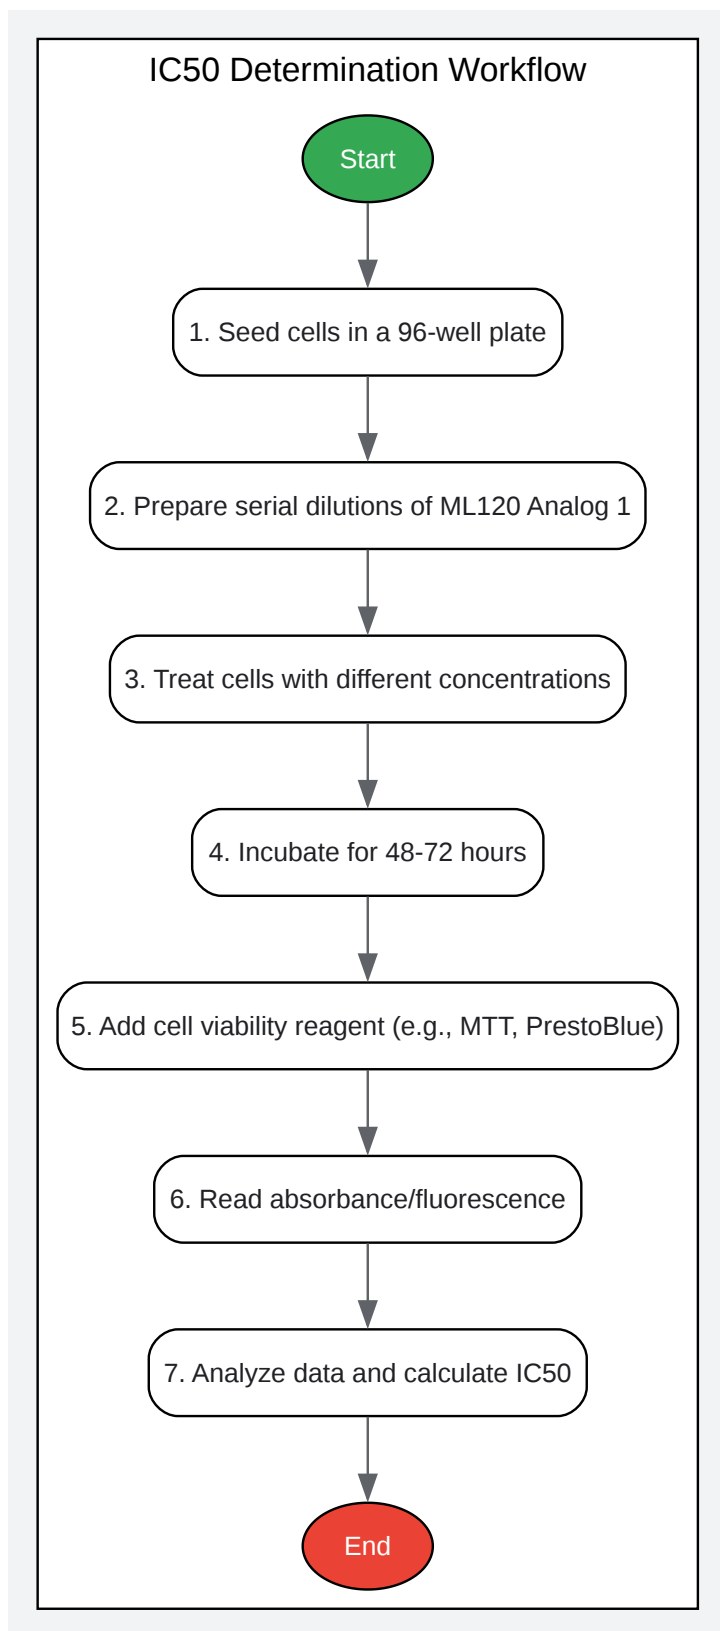 IC50 Determination Workflow
Start
1. Seed cells in a 96-well plate
2. Prepare serial dilutions of ML120 Analog 1
3. Treat cells with different concentrations
4. Incubate for 48-72 hours
5. Add cell viability reagent (e.g., MTT, PrestoBlue)
6. Read absorbance/fluorescence
7. Analyze data and calculate IC50
End